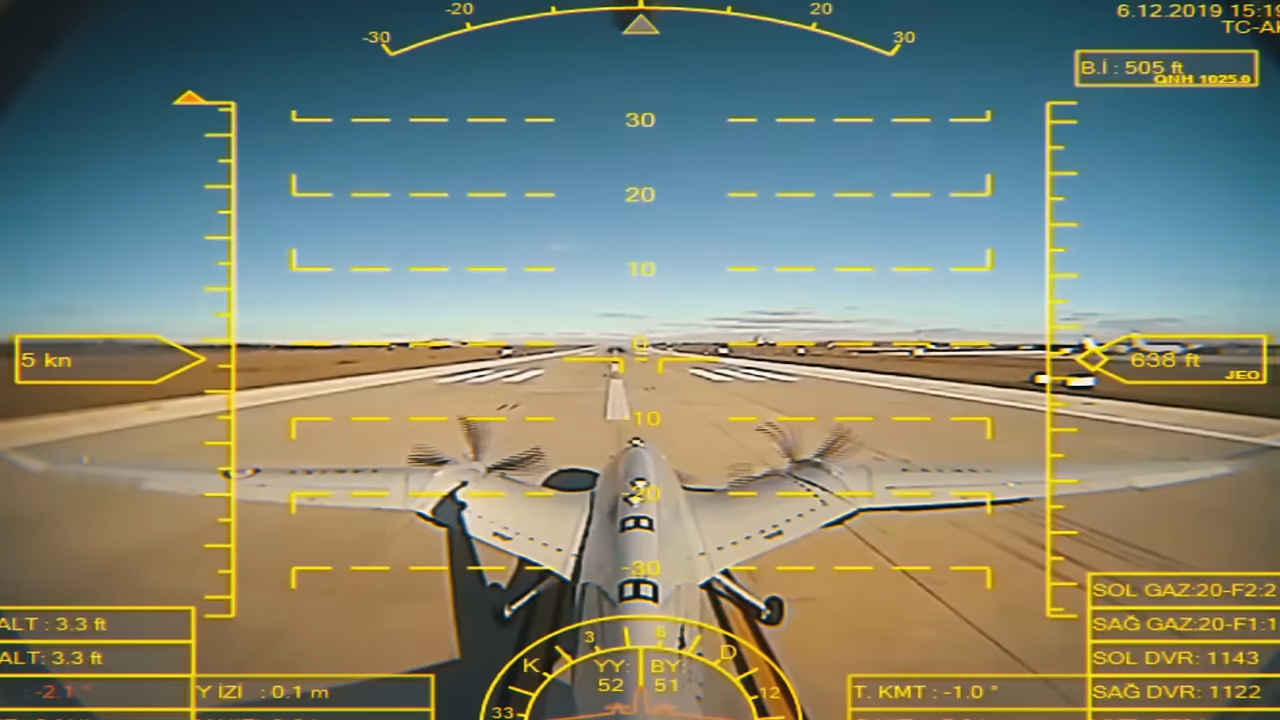 -20 20
-30 30
6.12.2019 15:19
TC-A
B.İ : 505 ft
QNH 1025.0
30
20
10
0
5 kn
638 ft
JEO
10
-20
-30
ALT : 3.3 ft
ALT: 3.3 ft
: -2.1 °
Y İZİ : 0.1 m
3 6
K D
YY: BY:
52 51
33 12
T. KMT : -1.0 °
SOL GAZ:20-F2:2
SAĞ GAZ:20-F1:1
SOL DVR: 1143
SAĞ DVR: 1122